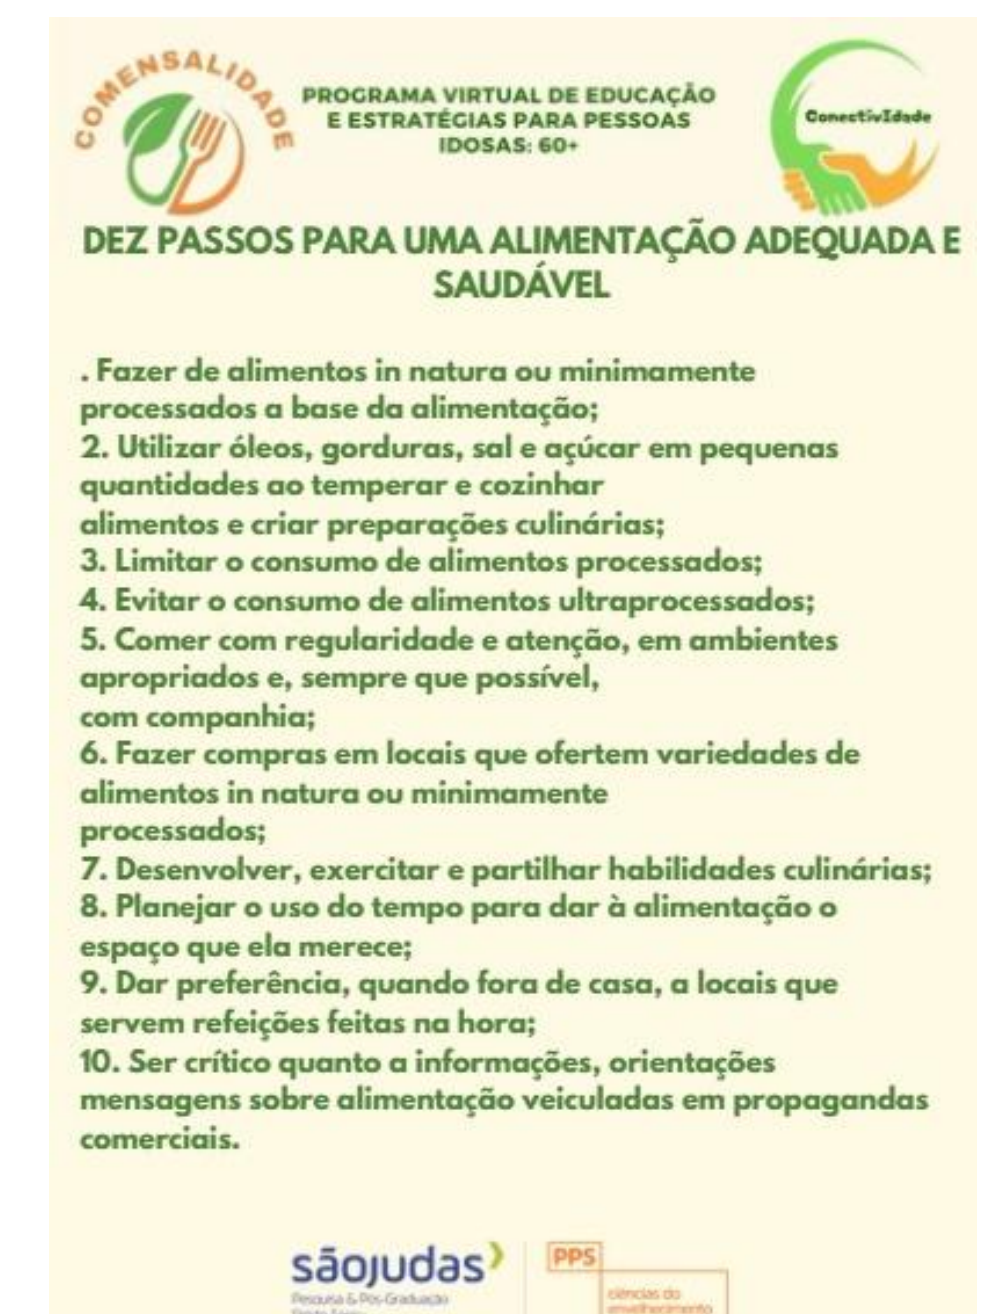 COMENSALIDADE
PROGRAMA VIRTUAL DE EDUCAÇÃO
E ESTRATÉGIAS PARA PESSOAS
IDOSAS: 60+
ConectivIdade
DEZ PASSOS PARA UMA ALIMENTAÇÃO ADEQUADA E
SAUDÁVEL
. Fazer de alimentos in natura ou minimamente
processados a base da alimentação;
2. Utilizar óleos, gorduras, sal e açúcar em pequenas
quantidades ao temperar e cozinhar
alimentos e criar preparações culinárias;
3. Limitar o consumo de alimentos processados;
4. Evitar o consumo de alimentos ultraprocessados;
5. Comer com regularidade e atenção, em ambientes
apropriados e, sempre que possível,
com companhia;
6. Fazer compras em locais que ofertem variedades de
alimentos in natura ou minimamente
processados;
7. Desenvolver, exercitar e partilhar habilidades culinárias;
8. Planejar o uso do tempo para dar à alimentação o
espaço que ela merece;
9. Dar preferência, quando fora de casa, a locais que
servem refeições feitas na hora;
10. Ser crítico quanto a informações, orientações
mensagens sobre alimentação veiculadas em propagandas
comerciais.
sãojudas
Pesquisa & Pós-Graduação
PPS
ciências do
envelhecimento